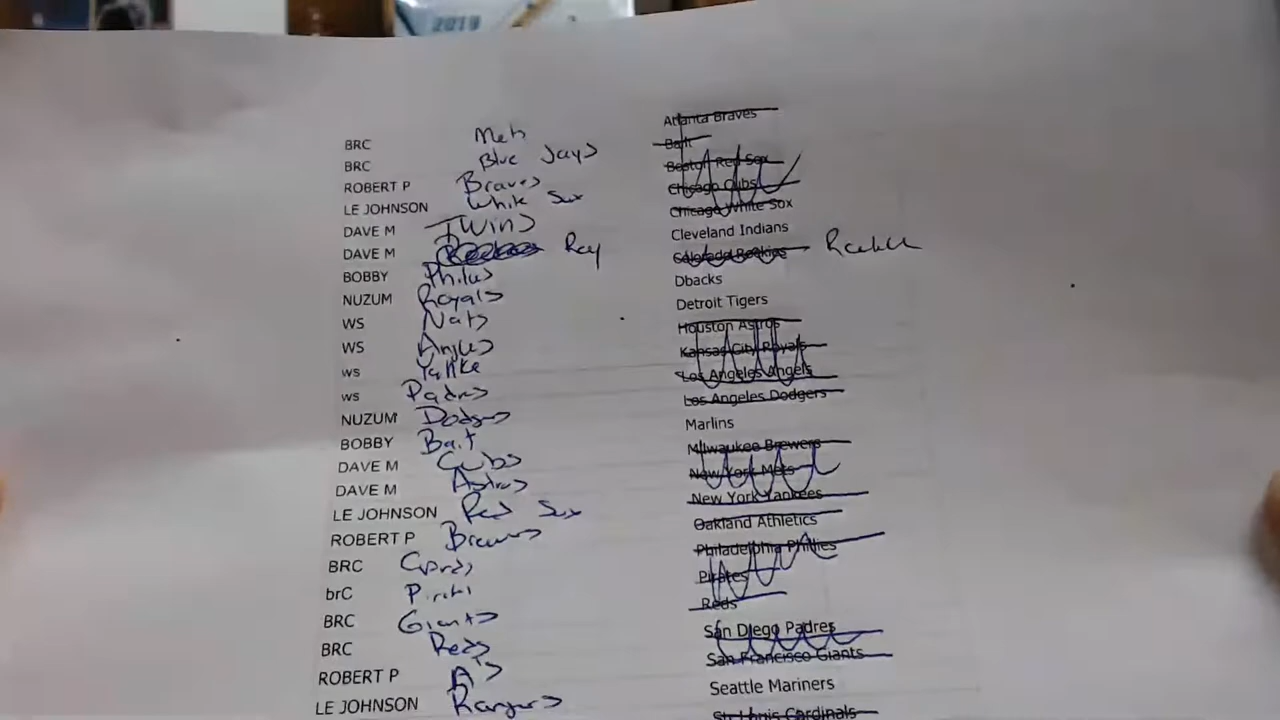 2019
BRC Mets
BRC Blue Jays
ROBERT P Braves
LE JOHNSON White Sox
DAVE M Twins
DAVE M Ray
BOBBY Philies
NUZUM Royals
WS Nats
WS Angles
ws Yanke
ws Padres
NUZUM Dodgers
BOBBY Balt
DAVE M Cubs
DAVE M Astros
LE JOHNSON Red Sox
ROBERT P Brewers
BRC Cards
brC Pirates
BRC Giants
BRC Reds
ROBERT P A's
LE JOHNSON Rangers
Atlanta Braves
Balt
Boston Red Sox
Chicago Cubs
Chicago White Sox
Cleveland Indians
Colorado Rockies
Dbacks
Detroit Tigers
Houston Astros
Kansas City Royals
Los Angeles Angels
Los Angeles Dodgers
Marlins
Milwaukee Brewers
New York Mets
New York Yankees
Oakland Athletics
Philadelphia Phillies
Pirates
Reds
San Diego Padres
San Francisco Giants
Seattle Mariners
St. Louis Cardinals